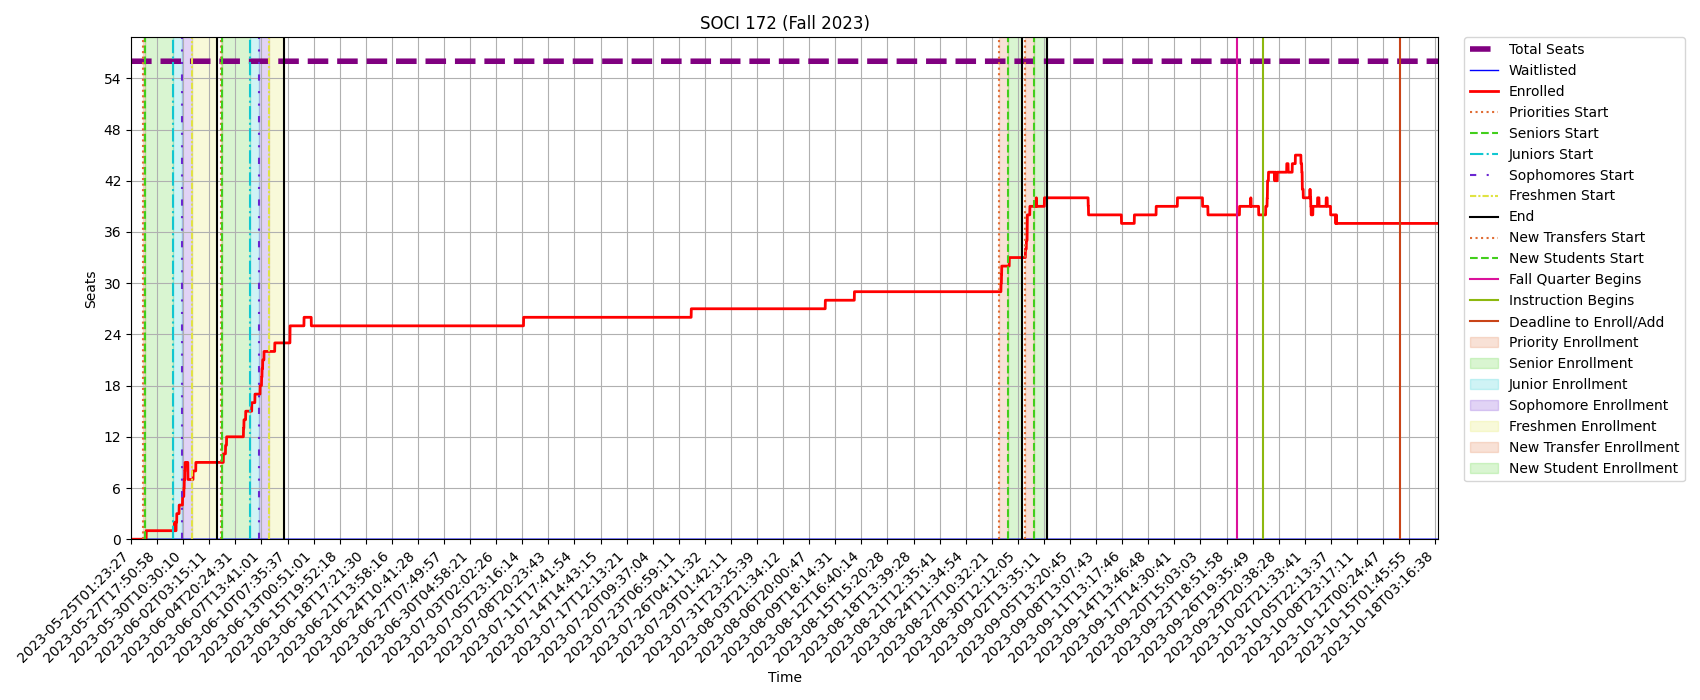 SOCI 172 (Fall 2023)
Seats
54
48
42
36
30
24
18
12
6
0
2023-05-25T01:23:27
2023-05-27T17:50:58
2023-05-30T10:30:10
2023-06-02T03:15:11
2023-06-04T20:24:31
2023-06-07T13:41:01
2023-06-10T07:35:37
2023-06-13T00:51:01
2023-06-15T19:52:18
2023-06-18T17:21:30
2023-06-21T13:58:16
2023-06-24T10:41:28
2023-06-27T07:49:57
2023-06-30T04:58:21
2023-07-03T02:02:26
2023-07-05T23:16:14
2023-07-08T20:23:43
2023-07-11T17:41:54
2023-07-14T14:43:15
2023-07-17T12:13:21
2023-07-20T09:37:04
2023-07-23T06:59:11
2023-07-26T04:11:32
2023-07-29T01:42:11
2023-07-31T23:25:39
2023-08-03T21:34:12
2023-08-06T20:00:47
2023-08-09T18:14:31
2023-08-12T16:40:14
2023-08-15T15:20:28
2023-08-18T13:39:28
2023-08-21T12:35:41
2023-08-24T11:34:54
2023-08-27T10:32:21
2023-08-30T12:12:05
2023-09-02T13:35:11
2023-09-05T13:20:45
2023-09-08T13:07:43
2023-09-11T13:17:46
2023-09-14T13:46:48
2023-09-17T14:30:41
2023-09-20T15:03:03
2023-09-23T18:51:58
2023-09-26T19:35:49
2023-09-29T20:38:28
2023-10-02T21:33:41
2023-10-05T22:13:37
2023-10-08T23:17:11
2023-10-12T00:24:47
2023-10-15T01:45:55
2023-10-18T03:16:38
Time
Total Seats
Waitlisted
Enrolled
Priorities Start
Seniors Start
Juniors Start
Sophomores Start
Freshmen Start
End
New Transfers Start
New Students Start
Fall Quarter Begins
Instruction Begins
Deadline to Enroll/Add
Priority Enrollment
Senior Enrollment
Junior Enrollment
Sophomore Enrollment
Freshmen Enrollment
New Transfer Enrollment
New Student Enrollment